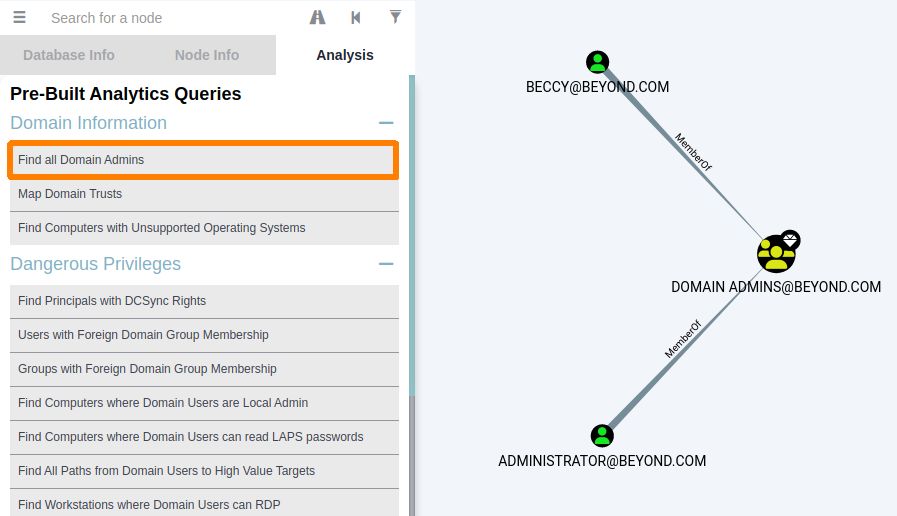 Search for a node
Database Info
Node Info
Analysis
Pre-Built Analytics Queries
Domain Information
Find all Domain Admins
Map Domain Trusts
Find Computers with Unsupported Operating Systems
Dangerous Privileges
Find Principals with DCSync Rights
Users with Foreign Domain Group Membership
Groups with Foreign Domain Group Membership
Find Computers where Domain Users are Local Admin
Find Computers where Domain Users can read LAPS passwords
Find All Paths from Domain Users to High Value Targets
Find Workstations where Domain Users can RDP
BECCY@BEYOND.COM
MemberOf
DOMAIN ADMINS@BEYOND.COM
MemberOf
ADMINISTRATOR@BEYOND.COM